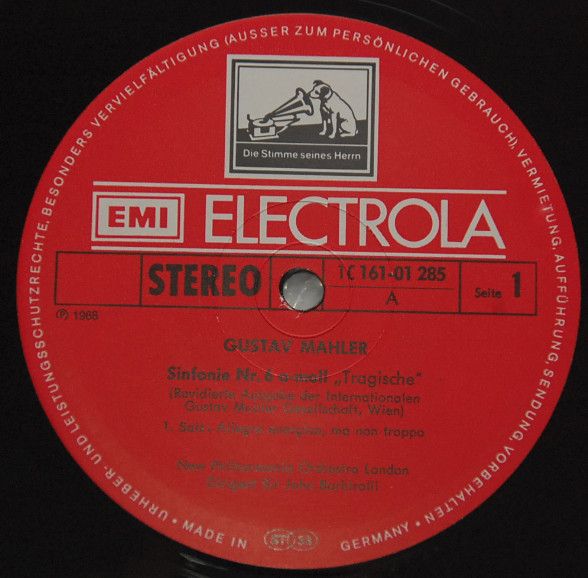 URHEBER- UND LEISTUNGSSCHUTZRECHTE, BESONDERS VERVIELFÄLTIGUNG (AUSSER ZUM PERSÖNLICHEN GEBRAUCH), VERMIETUNG, AUFFÜHRUNG, SENDUNG, VORBEHALTEN
Die Stimme seines Herrn
EMI ELECTROLA
STEREO
1C 161-01 285
A
Seite 1
℗ 1968
GUSTAV MAHLER
Sinfonie Nr. 6 a-moll „Tragische“
(Revidierte Ausgabe der Internationalen
Gustav Mahler Gesellschaft, Wien)
1. Satz: Allegro energico, ma non troppo
New Philharmonia Orchestra London
Dirigent Sir John Barbirolli
• MADE IN GERMANY •
ST 33